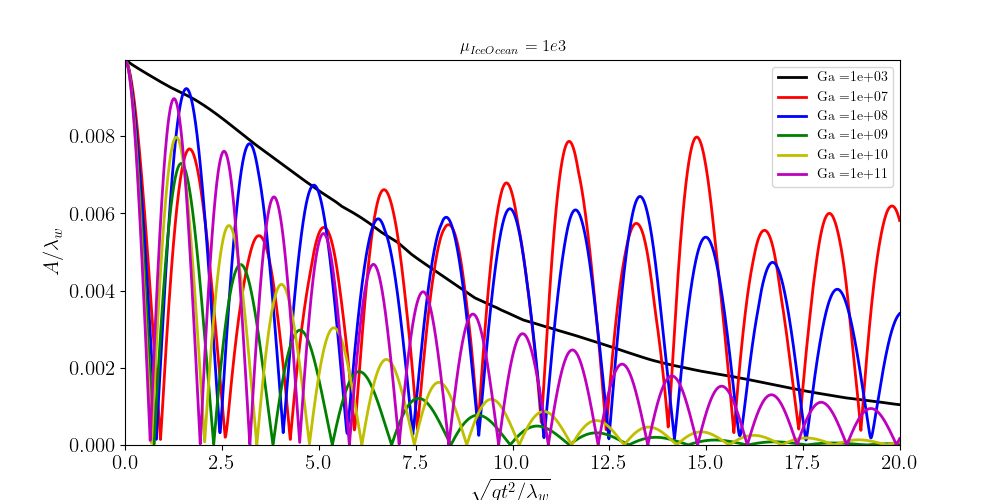 μ_IceOcean = 1e3
Ga =1e+03
Ga =1e+07
Ga =1e+08
Ga =1e+09
Ga =1e+10
Ga =1e+11
A/λ_w
0.008
0.006
0.004
0.002
0.000
0.0 2.5 5.0 7.5 10.0 12.5 15.0 17.5 20.0
√gt²/λ_w